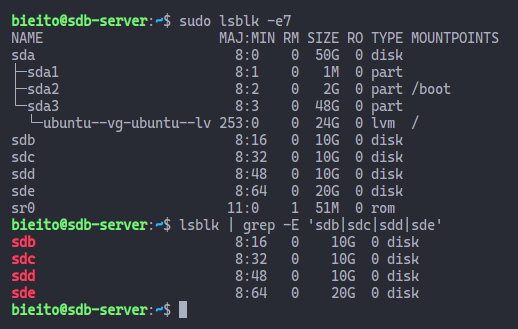 bieito@sdb-server:~$ sudo lsblk -e7
NAME                      MAJ:MIN RM SIZE RO TYPE MOUNTPOINTS
sda                         8:0    0  50G  0 disk
├─sda1                      8:1    0   1M  0 part
├─sda2                      8:2    0   2G  0 part /boot
└─sda3                      8:3    0  48G  0 part
  └─ubuntu--vg-ubuntu--lv 253:0    0  24G  0 lvm  /
sdb                         8:16   0  10G  0 disk
sdc                         8:32   0  10G  0 disk
sdd                         8:48   0  10G  0 disk
sde                         8:64   0  20G  0 disk
sr0                        11:0    1  51M  0 rom
bieito@sdb-server:~$ lsblk | grep -E 'sdb|sdc|sdd|sde'
sdb                         8:16   0    10G  0 disk
sdc                         8:32   0    10G  0 disk
sdd                         8:48   0    10G  0 disk
sde                         8:64   0    20G  0 disk
bieito@sdb-server:~$